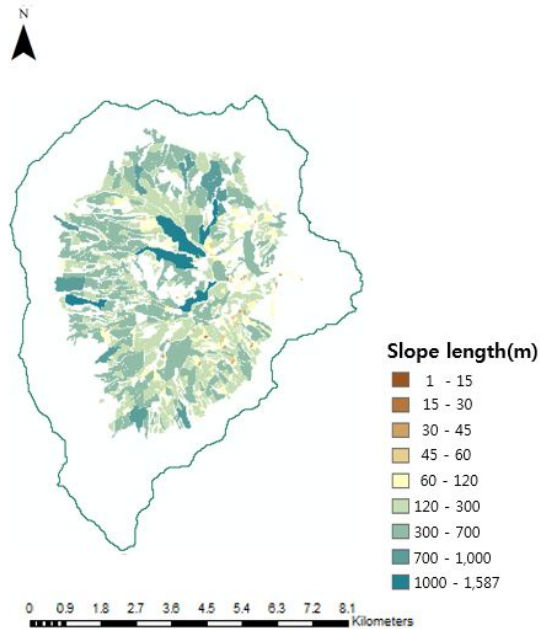 N
Slope length(m)
1 - 15
15 - 30
30 - 45
45 - 60
60 - 120
120 - 300
300 - 700
700 - 1,000
1000 - 1,587
0 0.9 1.8 2.7 3.6 4.5 5.4 6.3 7.2 8.1
Kilometers